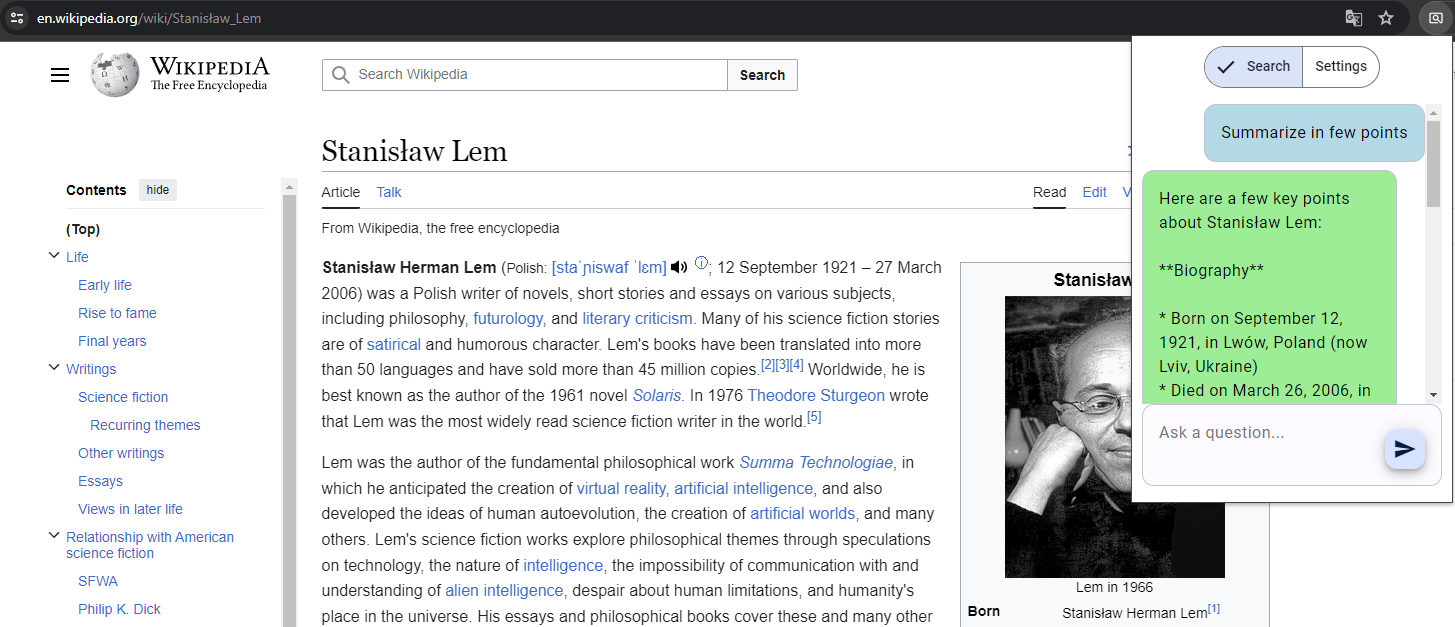 en.wikipedia.org/wiki/Stanisław_Lem
WIKIPEDIA
The Free Encyclopedia
Search Wikipedia
Search
Contents
hide
(Top)
Life
Early life
Rise to fame
Final years
Writings
Science fiction
Recurring themes
Other writings
Essays
Views in later life
Relationship with American
science fiction
SFWA
Philip K. Dick
Stanisław Lem
Article
Talk
Read
Edit
V
From Wikipedia, the free encyclopedia
Stanisław Herman Lem (Polish: [staˈɲiswaf ˈlɛm] ; 12 September 1921 – 27 March
2006) was a Polish writer of novels, short stories and essays on various subjects,
including philosophy, futurology, and literary criticism. Many of his science fiction stories
are of satirical and humorous character. Lem's books have been translated into more
than 50 languages and have sold more than 45 million copies.[2][3][4] Worldwide, he is
best known as the author of the 1961 novel Solaris. In 1976 Theodore Sturgeon wrote
that Lem was the most widely read science fiction writer in the world.[5]
Lem was the author of the fundamental philosophical work Summa Technologiae, in
which he anticipated the creation of virtual reality, artificial intelligence, and also
developed the ideas of human autoevolution, the creation of artificial worlds, and many
others. Lem's science fiction works explore philosophical themes through speculations
on technology, the nature of intelligence, the impossibility of communication with and
understanding of alien intelligence, despair about human limitations, and humanity's
place in the universe. His essays and philosophical books cover these and many other
Stanisław
Lem in 1966
Born
Stanisław Herman Lem[1]
Search
Settings
Summarize in few points
Here are a few key points
about Stanisław Lem:
**Biography**
* Born on September 12,
1921, in Lwów, Poland (now
Lviv, Ukraine)
* Died on March 26, 2006, in
Ask a question...